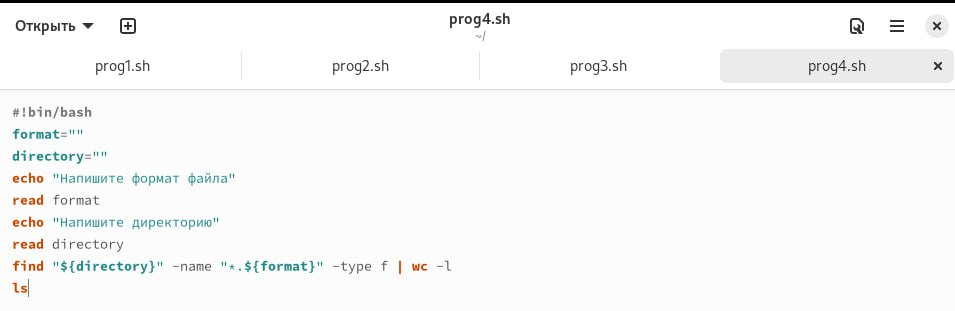 Открыть
prog4.sh
~/
prog1.sh
prog2.sh
prog3.sh
prog4.sh
#!bin/bash
format=""
directory=""
echo "Напишите формат файла"
read format
echo "Напишите директорию"
read directory
find "${directory}" -name "*.${format}" -type f | wc -l
ls